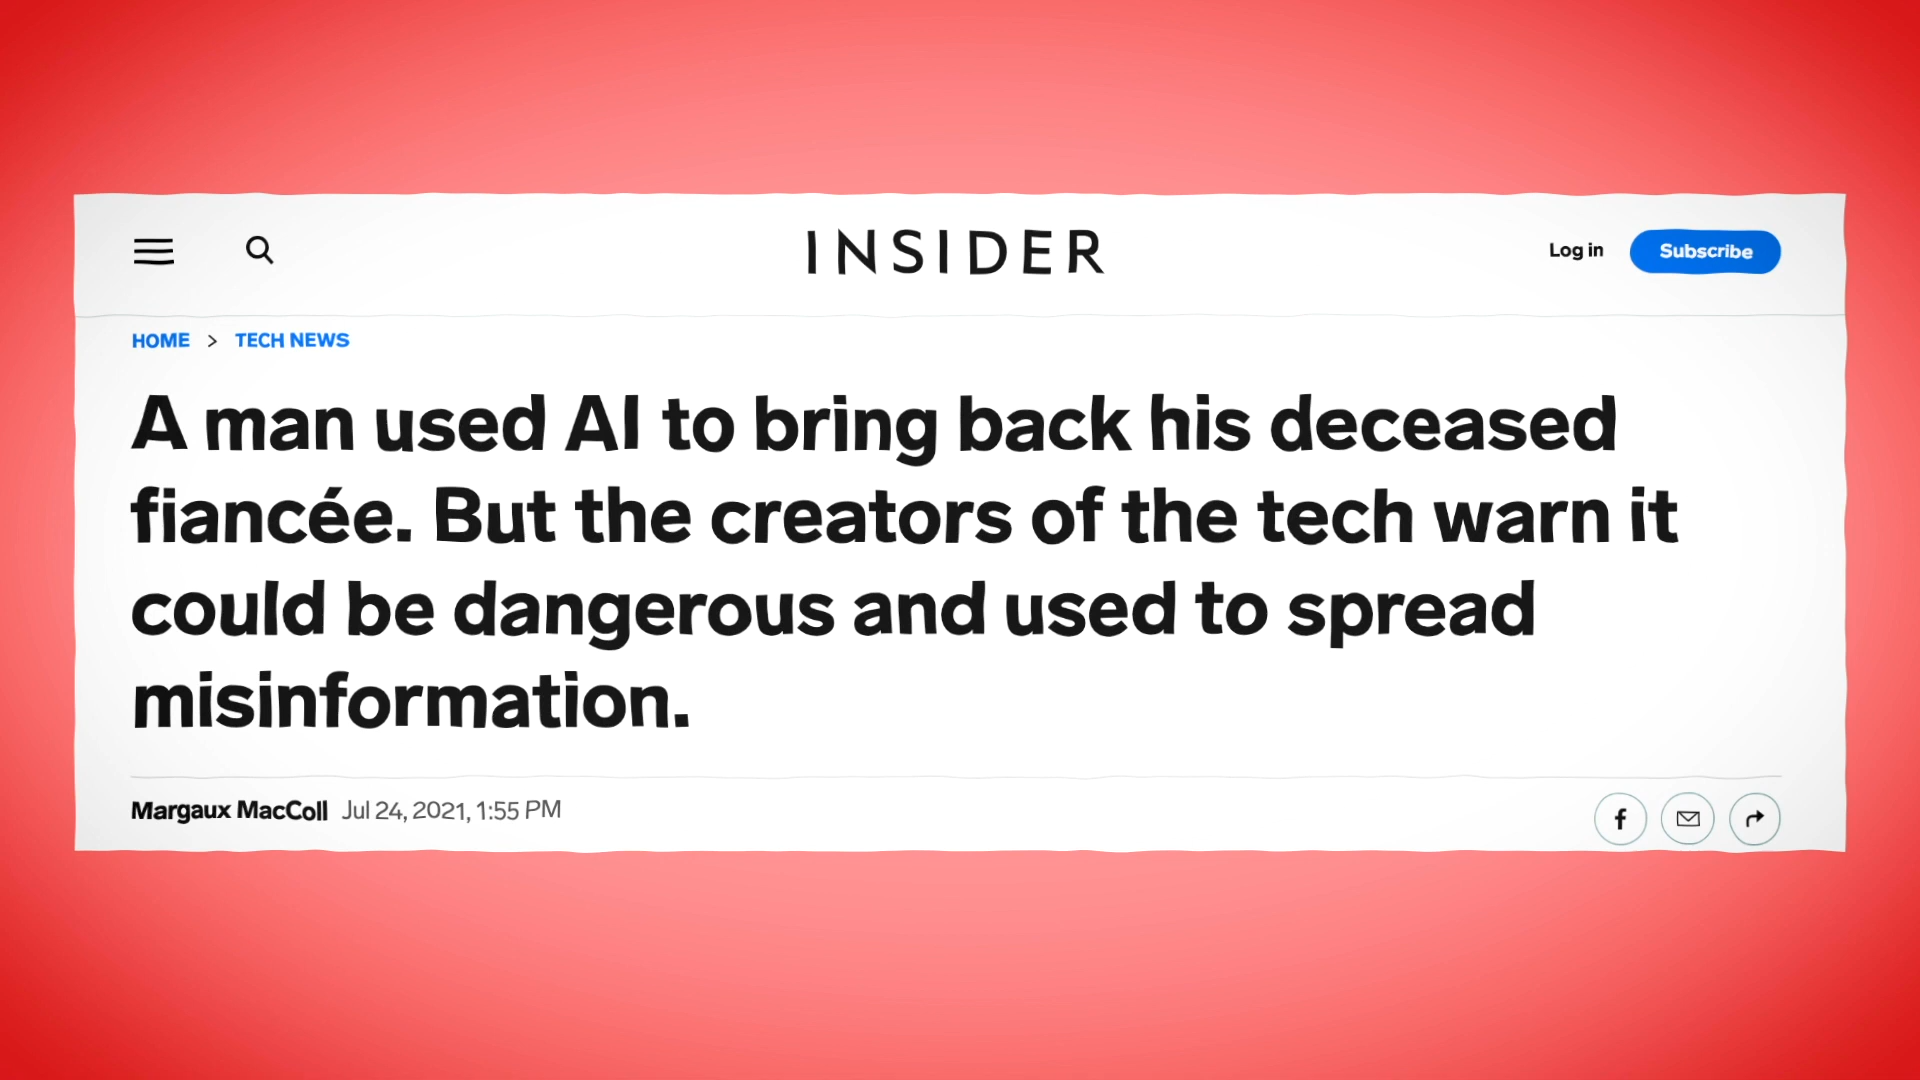 INSIDER
Log in
Subscribe
HOME > TECH NEWS
A man used AI to bring back his deceased
fiancée. But the creators of the tech warn it
could be dangerous and used to spread
misinformation.
Margaux MacColl Jul 24, 2021, 1:55 PM